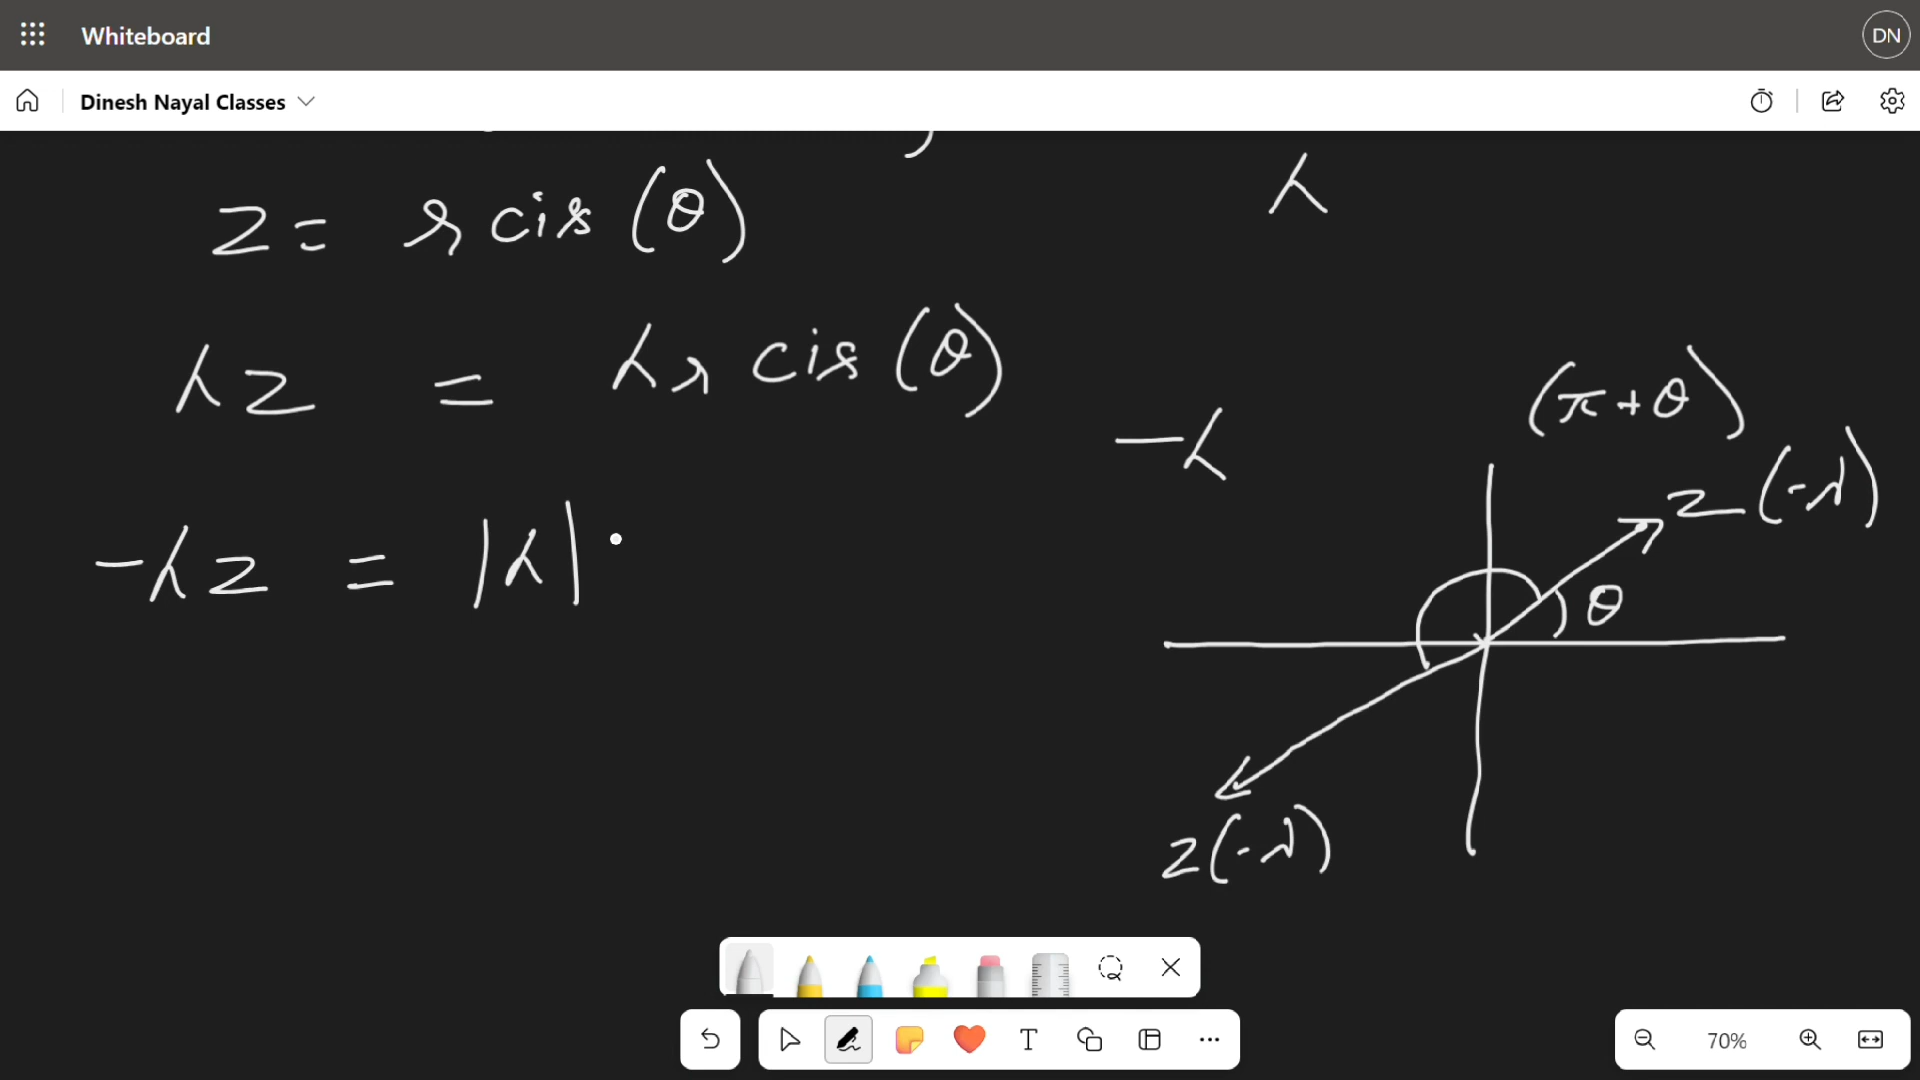 Whiteboard
DN
Dinesh Nayal Classes
z = r cis (θ)
λ
λz = λr cis (θ)
(π+θ)
-λ
z(-λ)
-λz = |λ|
θ
z(-λ)
T
70%